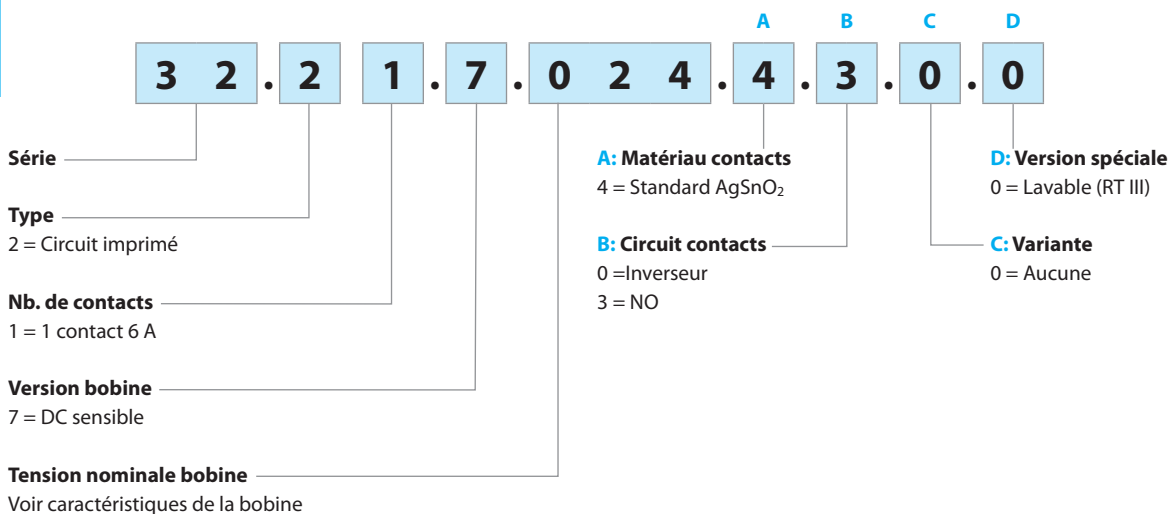 A B C D
3 2 . 2 1 . 7 . 0 2 4 . 4 . 3 . 0 . 0
Série
Type
2 = Circuit imprimé
Nb. de contacts
1 = 1 contact 6 A
Version bobine
7 = DC sensible
Tension nominale bobine
Voir caractéristiques de la bobine
A: Matériau contacts
4 = Standard AgSnO₂
B: Circuit contacts
0 =Inverseur
3 = NO
D: Version spéciale
0 = Lavable (RT III)
C: Variante
0 = Aucune